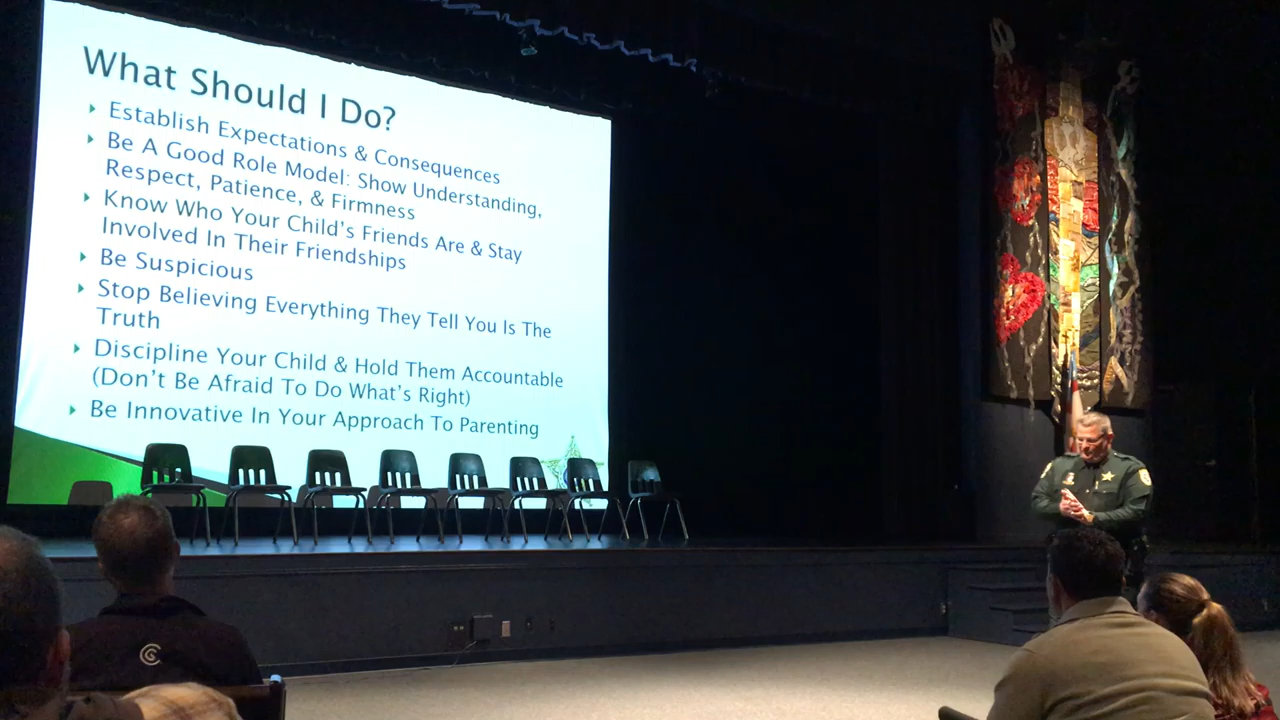 What Should I Do?
Establish Expectations & Consequences
Be A Good Role Model: Show Understanding,
Respect, Patience, & Firmness
Know Who Your Child's Friends Are & Stay
Involved In Their Friendships
Be Suspicious
Stop Believing Everything They Tell You Is The
Truth
Discipline Your Child & Hold Them Accountable
(Don't Be Afraid To Do What's Right)
Be Innovative In Your Approach To Parenting